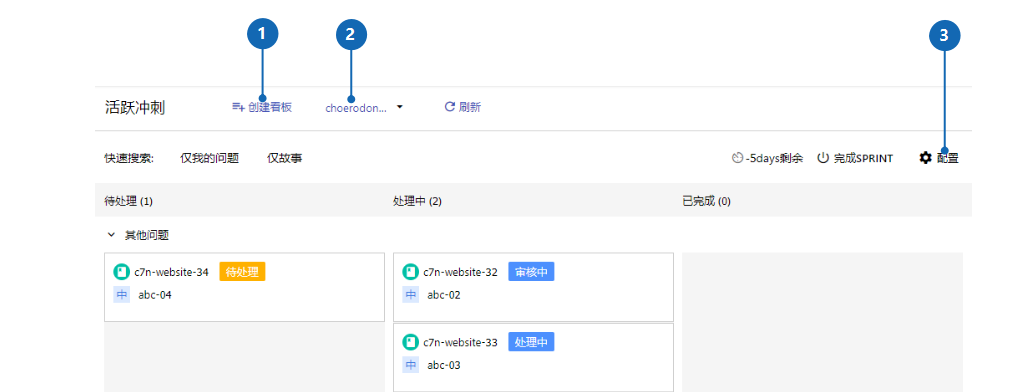 1 2 3
活跃冲刺 创建看板 choerodon... 刷新
快速搜索: 仅我的问题 仅故事 -5days剩余 完成SPRINT 配置
待处理 (1) 处理中 (2) 已完成 (0)
其他问题
c7n-website-34 待处理 c7n-website-32 审核中
中 abc-04 中 abc-02
c7n-website-33 处理中
中 abc-03